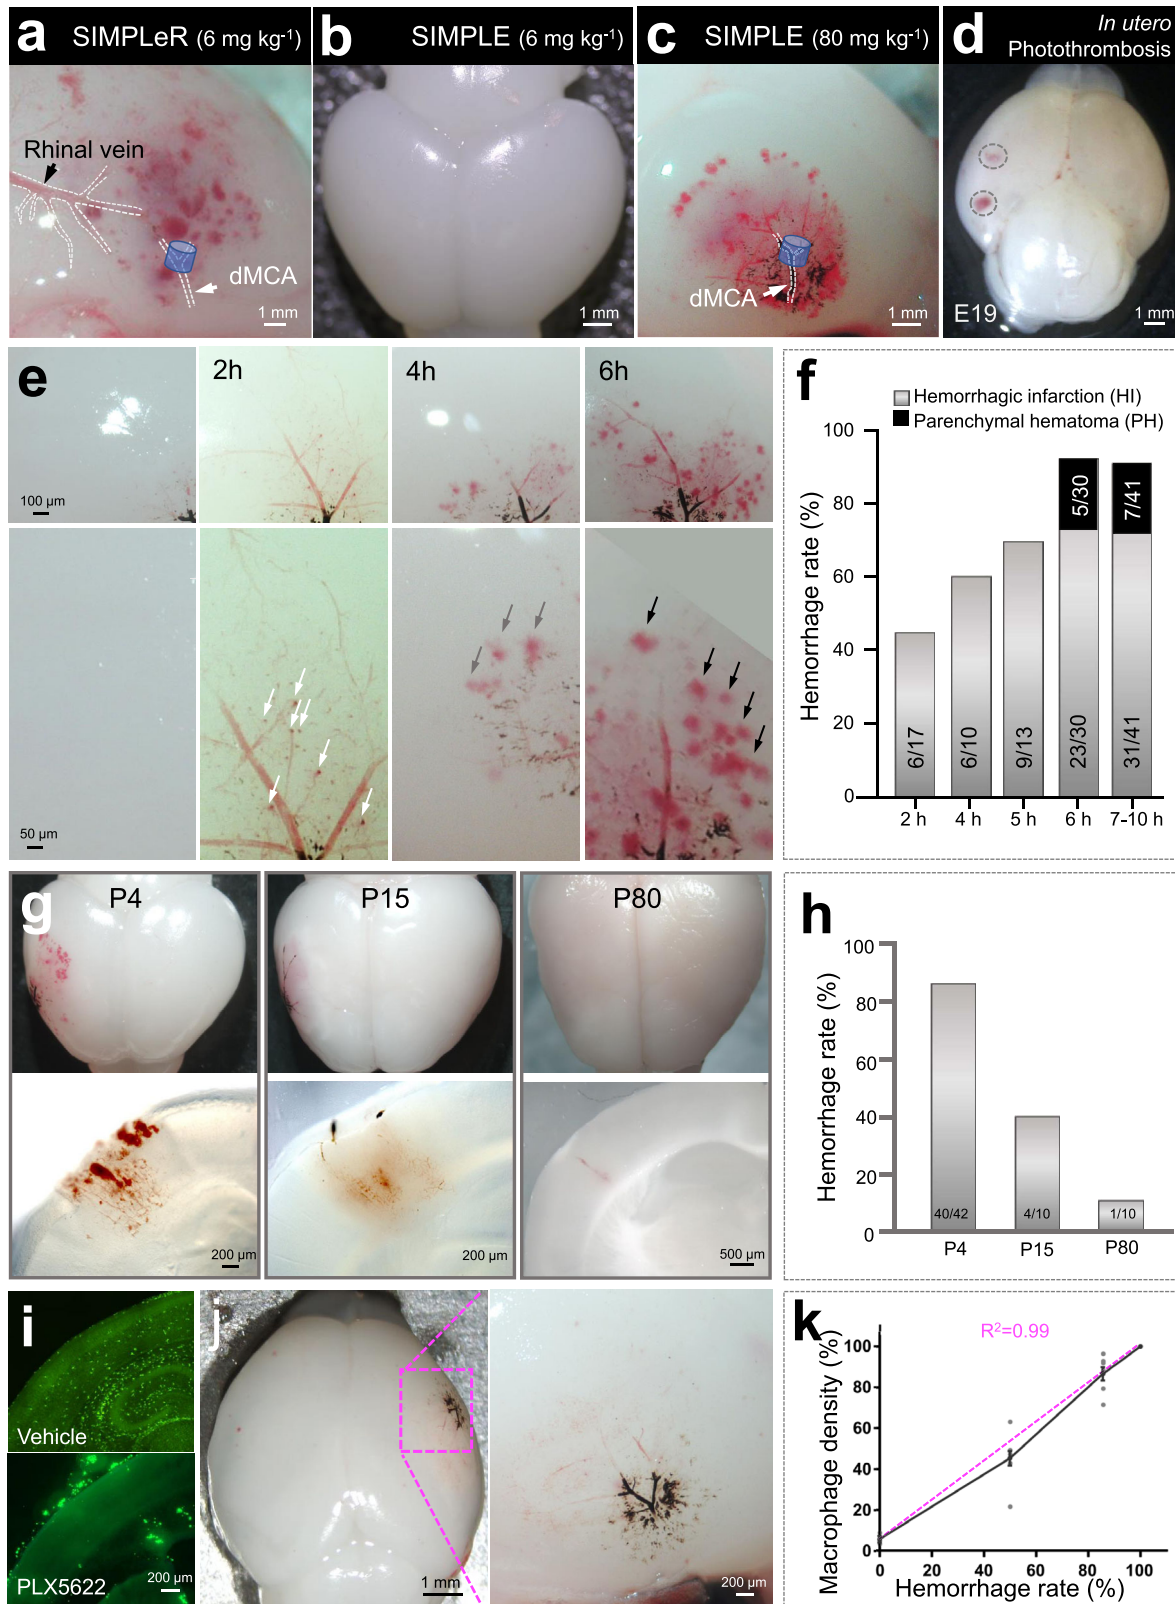 a SIMPLeR (6 mg kg⁻¹)
Rhinal vein
dMCA
1 mm
b SIMPLE (6 mg kg⁻¹)
1 mm
c SIMPLE (80 mg kg⁻¹)
dMCA
1 mm
d In utero
Photothrombosis
E19
1 mm
e
2h
4h
6h
100 µm
50 µm
f
Hemorrhagic infarction (HI)
Parenchymal hematoma (PH)
Hemorrhage rate (%)
100
80
60
40
20
0
6/17
6/10
9/13
23/30
5/30
31/41
7/41
2 h
4 h
5 h
6 h
7-10 h
g
P4
P15
P80
200 µm
200 µm
500 µm
h
Hemorrhage rate (%)
100
80
60
40
20
0
40/42
4/10
1/10
P4
P15
P80
i
Vehicle
PLX5622
200 µm
j
1 mm
200 µm
k
R²=0.99
Macrophage density (%)
100
80
60
40
20
0
0
20
40
60
80
100
Hemorrhage rate (%)